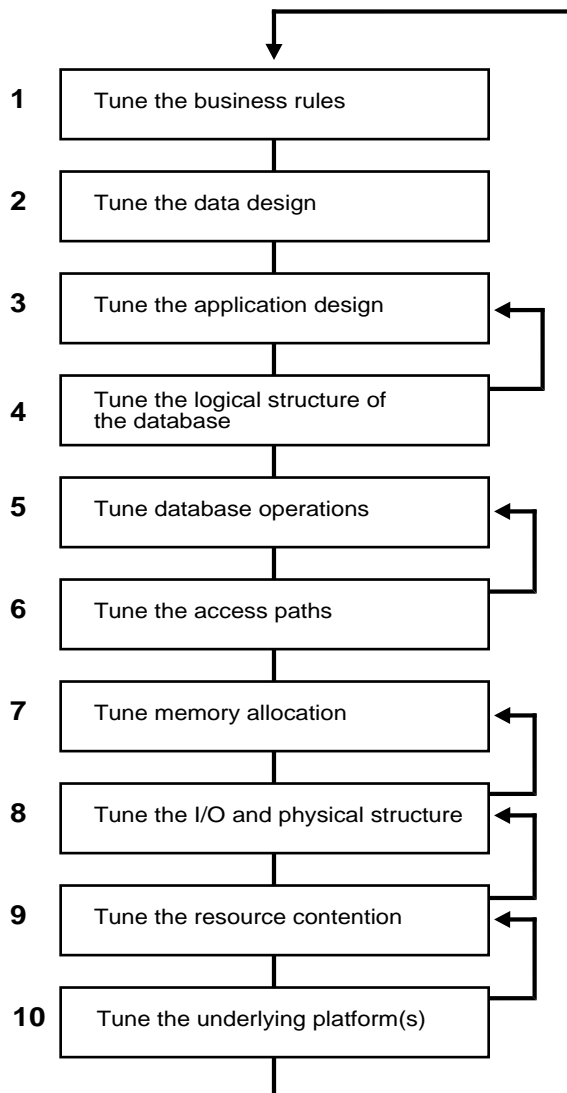 1 Tune the business rules
2 Tune the data design
3 Tune the application design
4 Tune the logical structure of
the database
5 Tune database operations
6 Tune the access paths
7 Tune memory allocation
8 Tune the I/O and physical structure
9 Tune the resource contention
10 Tune the underlying platform(s)